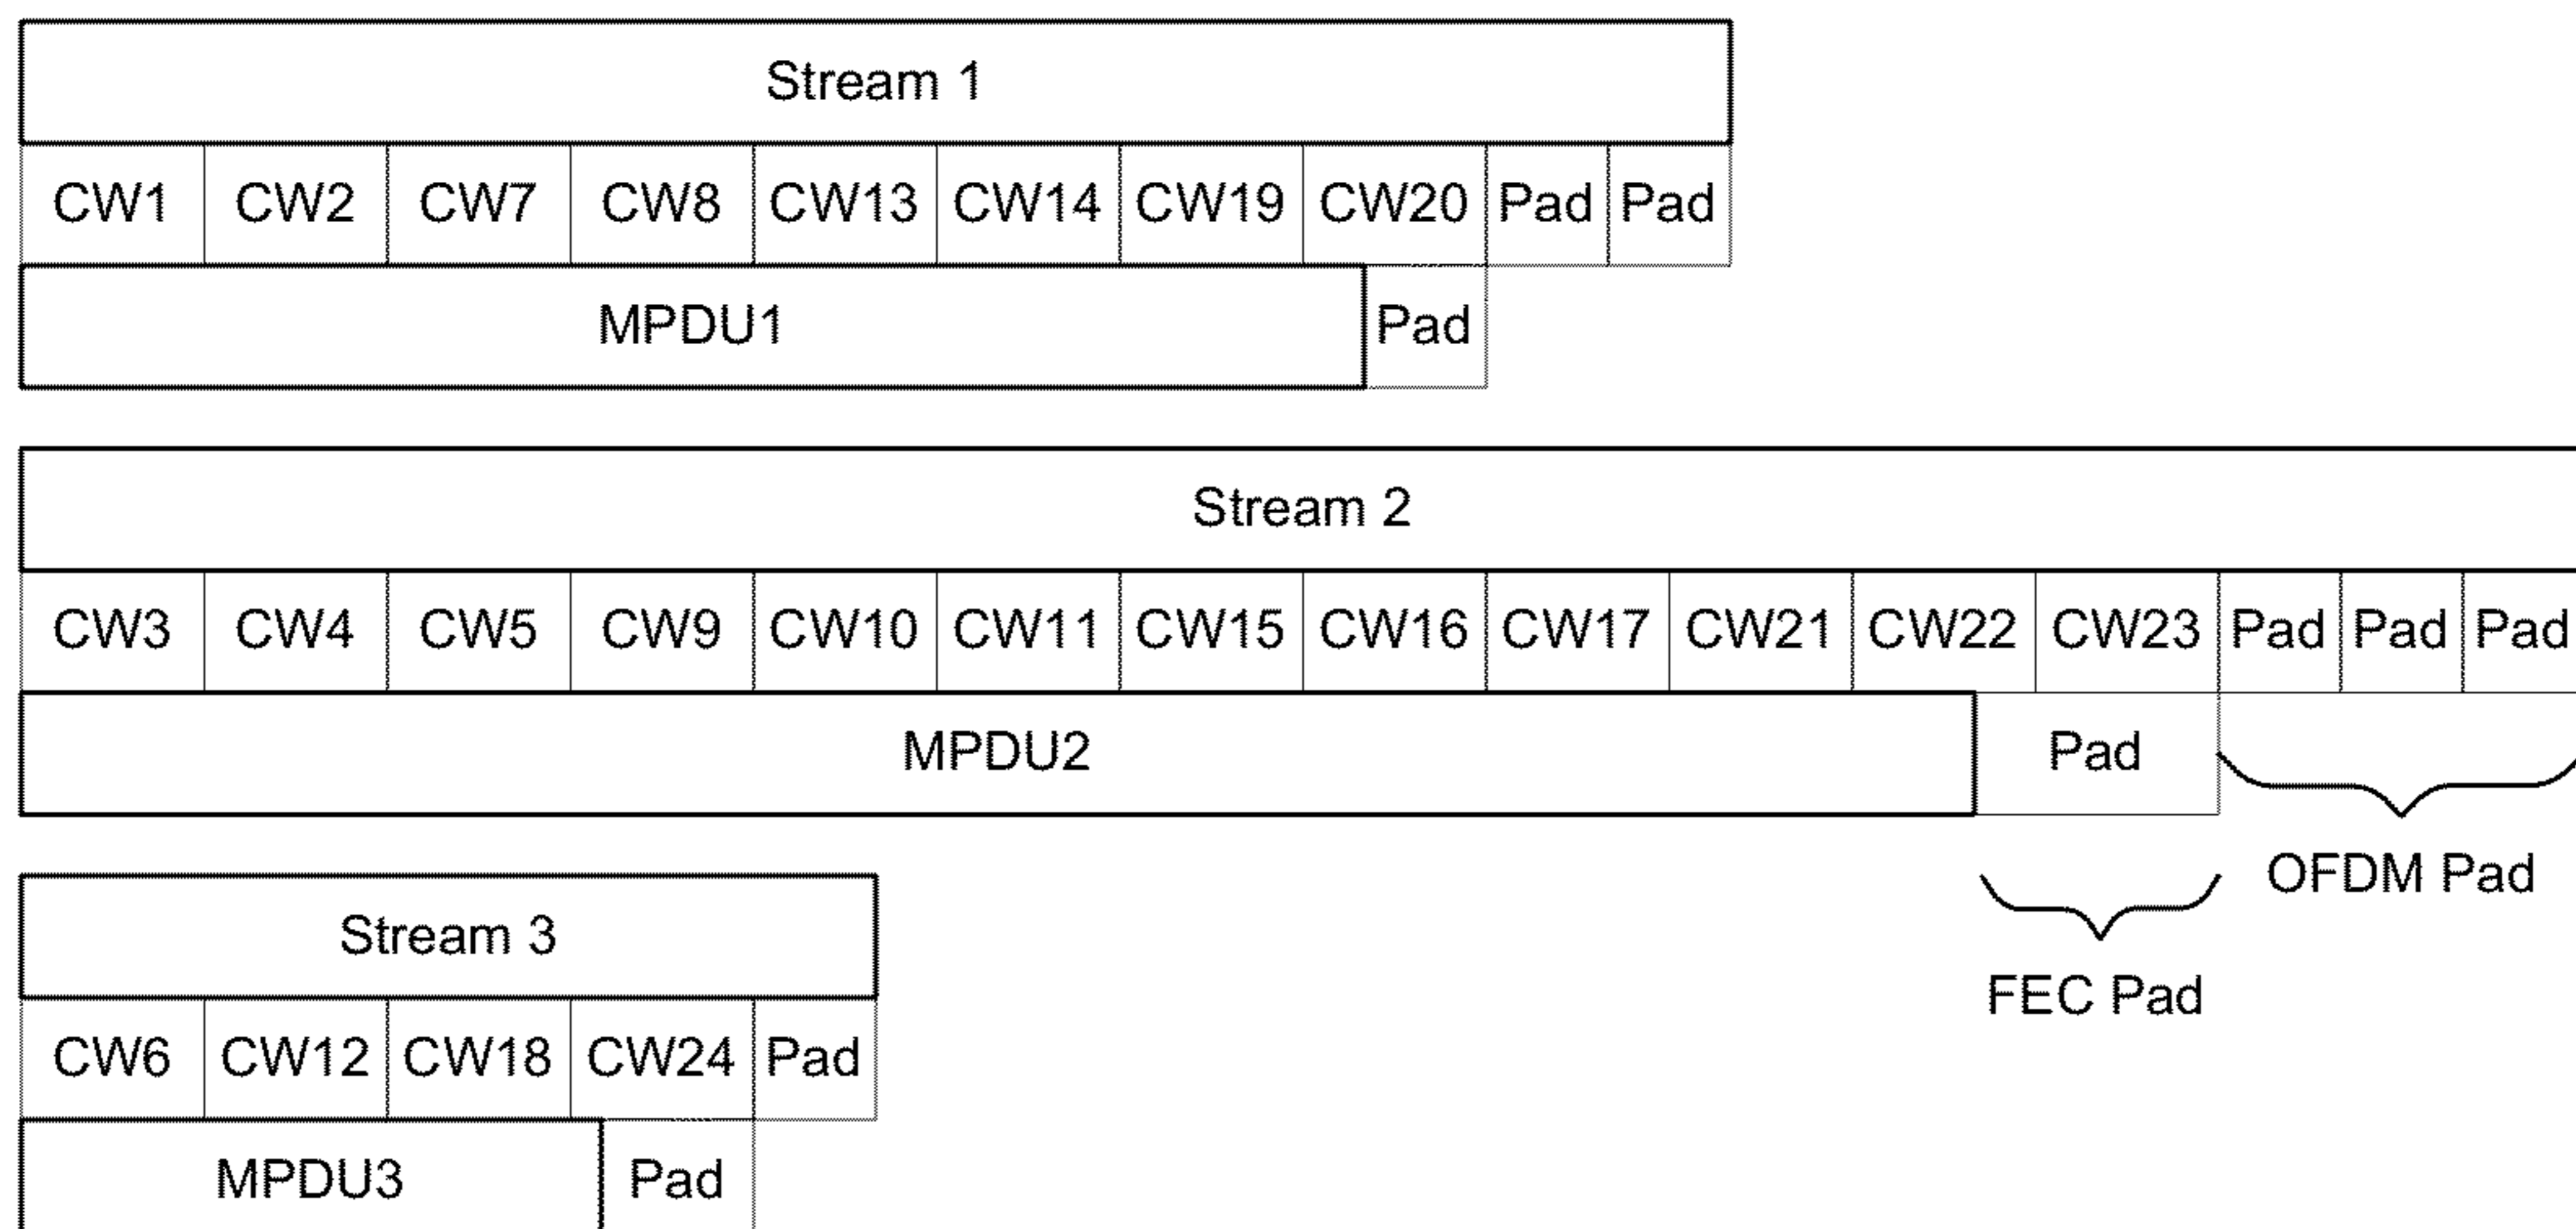 Stream 1
CW1 CW2 CW7 CW8 CW13 CW14 CW19 CW20 Pad Pad
MPDU1 Pad
Stream 2
CW3 CW4 CW5 CW9 CW10 CW11 CW15 CW16 CW17 CW21 CW22 CW23 Pad Pad Pad
MPDU2 Pad
OFDM Pad
Stream 3
FEC Pad
CW6 CW12 CW18 CW24 Pad
MPDU3 Pad